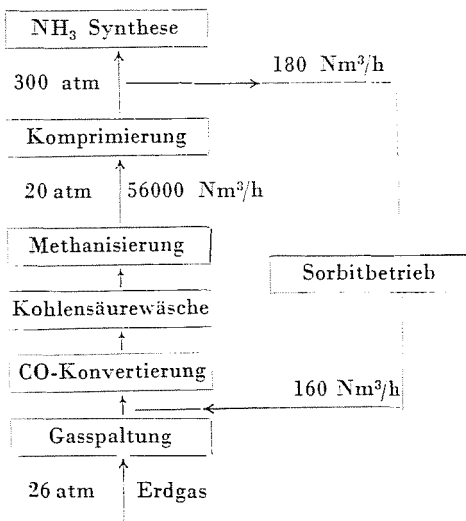 NH₃ Synthese
300 atm
180 Nm³/h
Komprimierung
20 atm
56000 Nm³/h
Methanisierung
Sorbitbetrieb
Kohlensäurewäsche
CO-Konvertierung
160 Nm³/h
Gasspaltung
26 atm
Erdgas